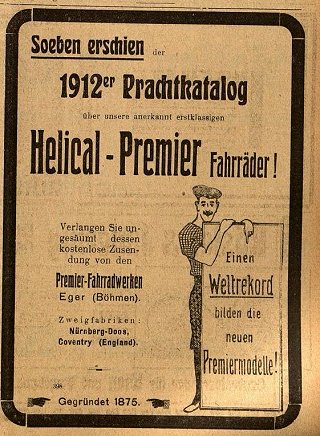 Soeben erschien der
1912er Prachtkatalog
über unsere anerkannt erstklassigen
Helical - Premier Fahrräder!
Verlangen Sie un-
gesäumt dessen
kostenlose Zusen-
dung von den
Premier-Fahrradwerken
Eger (Böhmen).
Zweigfabriken:
Nürnberg-Doos,
Coventry (England).
Gegründet 1875.
Einen
Weltrekord
bilden die
neuen
Premiermodelle!